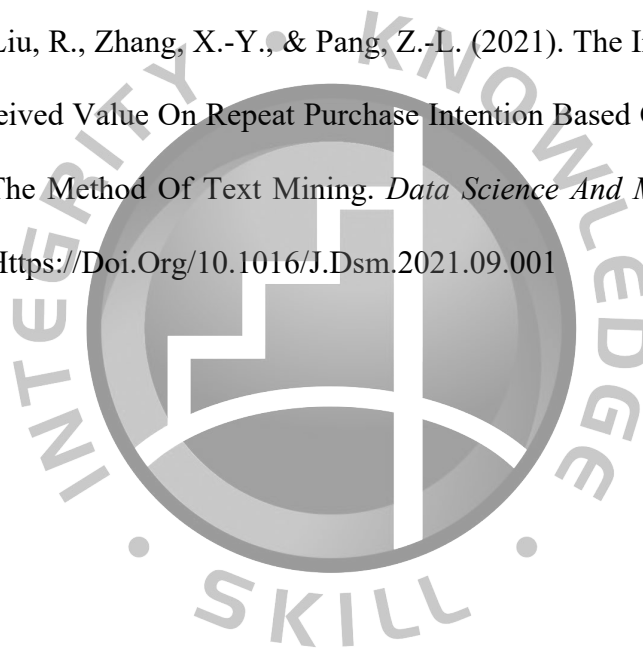 Liu, R., Zhang, X.-Y., & Pang, Z.-L. (2021). The
eived Value On Repeat Purchase Intention Based
The Method Of Text Mining. Data Science And
Https://Doi.Org/10.1016/J.Dsm.2021.09.001
INTEGRITY • KNOWLEDGE • SKILL